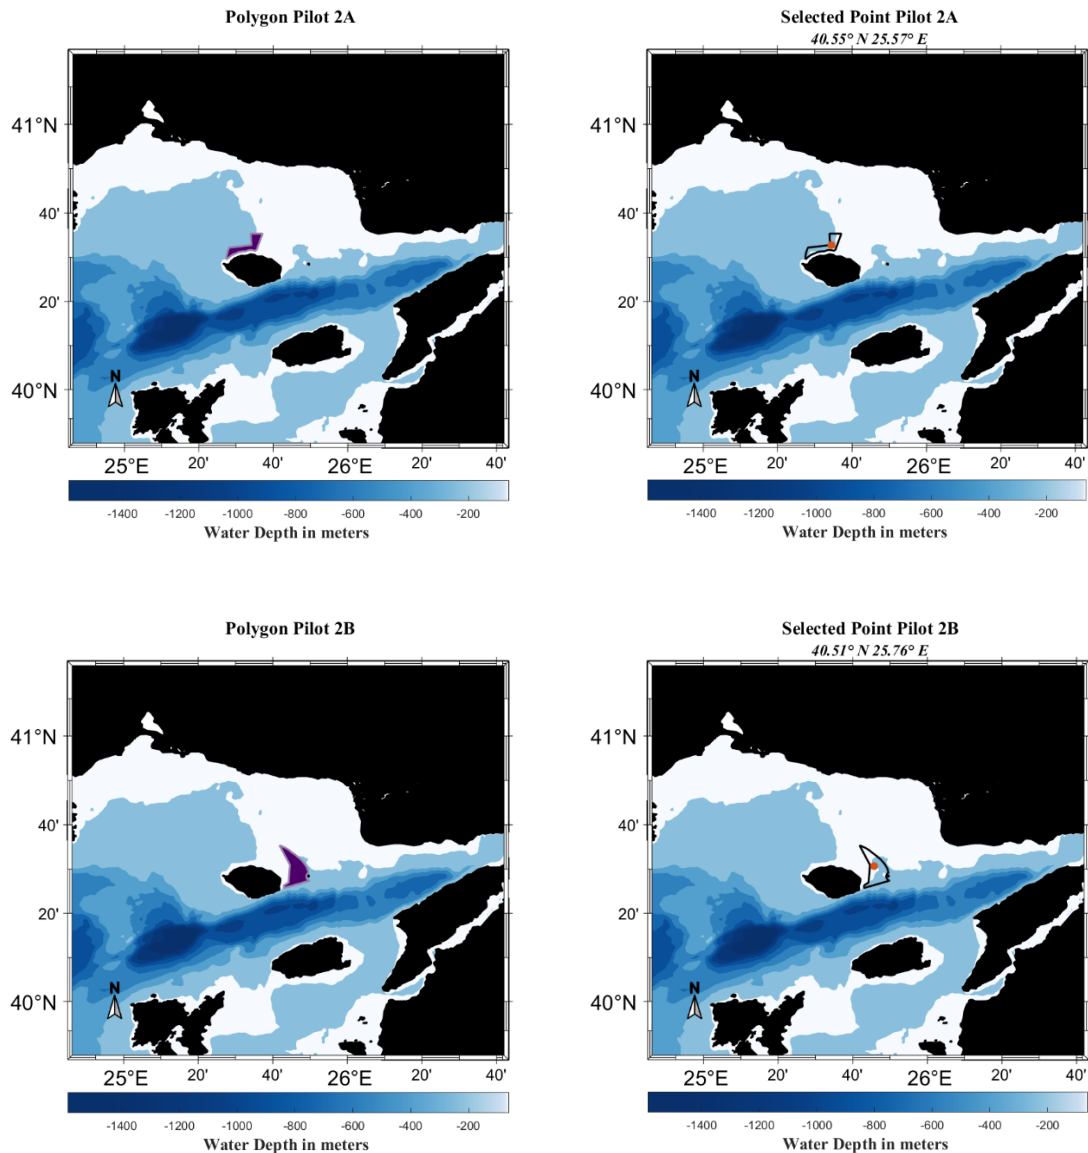 Polygon Pilot 2A
41°N
40'
20'
40°N
N
25°E 20' 40' 26°E 20' 40'
-1400 -1200 -1000 -800 -600 -400 -200
Water Depth in meters
Selected Point Pilot 2A
40.55° N 25.57° E
41°N
40'
20'
40°N
N
25°E 20' 40' 26°E 20' 40'
-1400 -1200 -1000 -800 -600 -400 -200
Water Depth in meters
Polygon Pilot 2B
41°N
40'
20'
40°N
N
25°E 20' 40' 26°E 20' 40'
-1400 -1200 -1000 -800 -600 -400 -200
Water Depth in meters
Selected Point Pilot 2B
40.51° N 25.76° E
41°N
40'
20'
40°N
N
25°E 20' 40' 26°E 20' 40'
-1400 -1200 -1000 -800 -600 -400 -200
Water Depth in meters